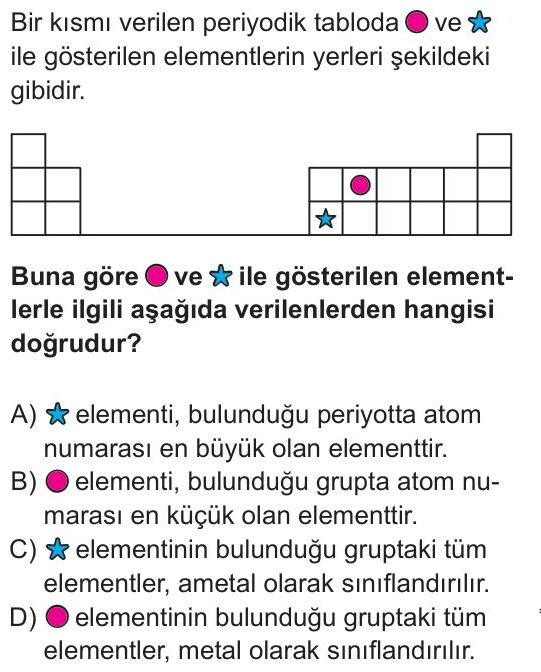 Bir kısmı verilen periyodik tabloda ve
ile gösterilen elementlerin yerleri şekildeki
gibidir.
Buna göre ve ile gösterilen element-
lerle ilgili aşağıda verilenlerden hangisi
doğrudur?
A) elementi, bulunduğu periyotta atom
numarası en büyük olan elementtir.
B) elementi, bulunduğu grupta atom nu-
marası en küçük olan elementtir.
C) elementinin bulunduğu gruptaki tüm
elementler, ametal olarak sınıflandırılır.
D) elementinin bulunduğu gruptaki tüm
elementler, metal olarak sınıflandırılır.